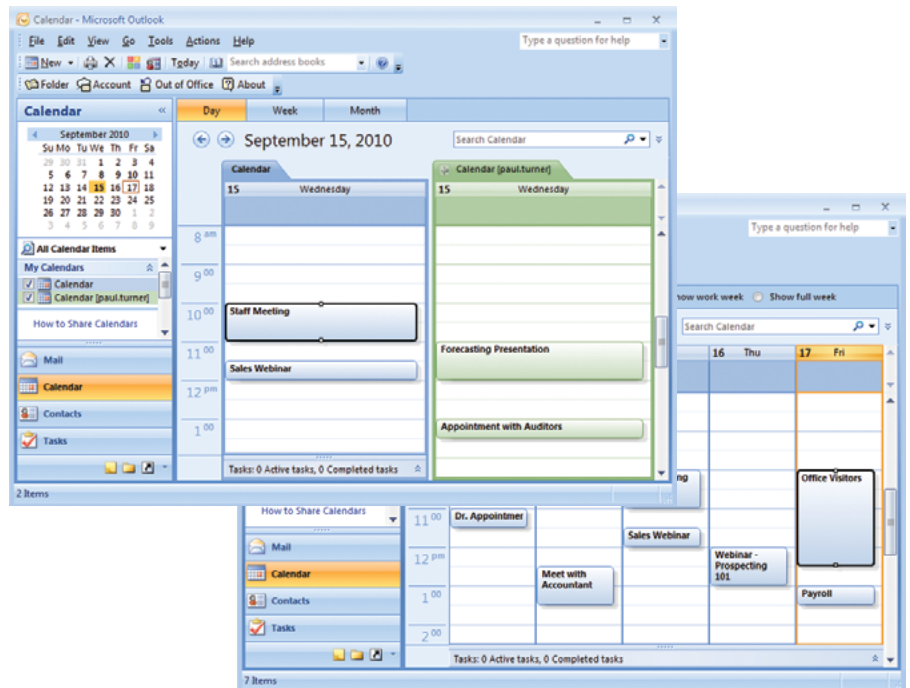 Calendar - Microsoft Outlook
File Edit View Go Tools Actions Help
Type a question for help
New Today Search address books
Folder Account Out of Office About
Calendar «
Day Week Month
September 2010
Su Mo Tu We Th Fr Sa
29 30 31 1 2 3 4
5 6 7 8 9 10 11
12 13 14 15 16 17 18
19 20 21 22 23 24 25
26 27 28 29 30 1 2
3 4 5 6 7 8 9
All Calendar Items
My Calendars
Calendar
Calendar [paul.turner]
How to Share Calendars
Mail
Calendar
Contacts
Tasks
2 Items
September 15, 2010
Search Calendar
Calendar
Calendar [paul.turner]
15 Wednesday
15 Wednesday
8 am
9 00
10 00
11 00
12 pm
1 00
Staff Meeting
Sales Webinar
Forecasting Presentation
Appointment with Auditors
Tasks: 0 Active tasks, 0 Completed tasks
Type a question for help
how work week Show full week
Search Calendar
16 Thu
17 Fri
How to Share Calendars
Mail
Calendar
Contacts
Tasks
7 Items
11 00
12 pm
1 00
2 00
Dr. Appointmer
Meet with
Accountant
ng
Sales Webinar
Webinar -
Prospecting
101
Office Visitors
Payroll
Tasks: 0 Active tasks, 0 Completed tasks